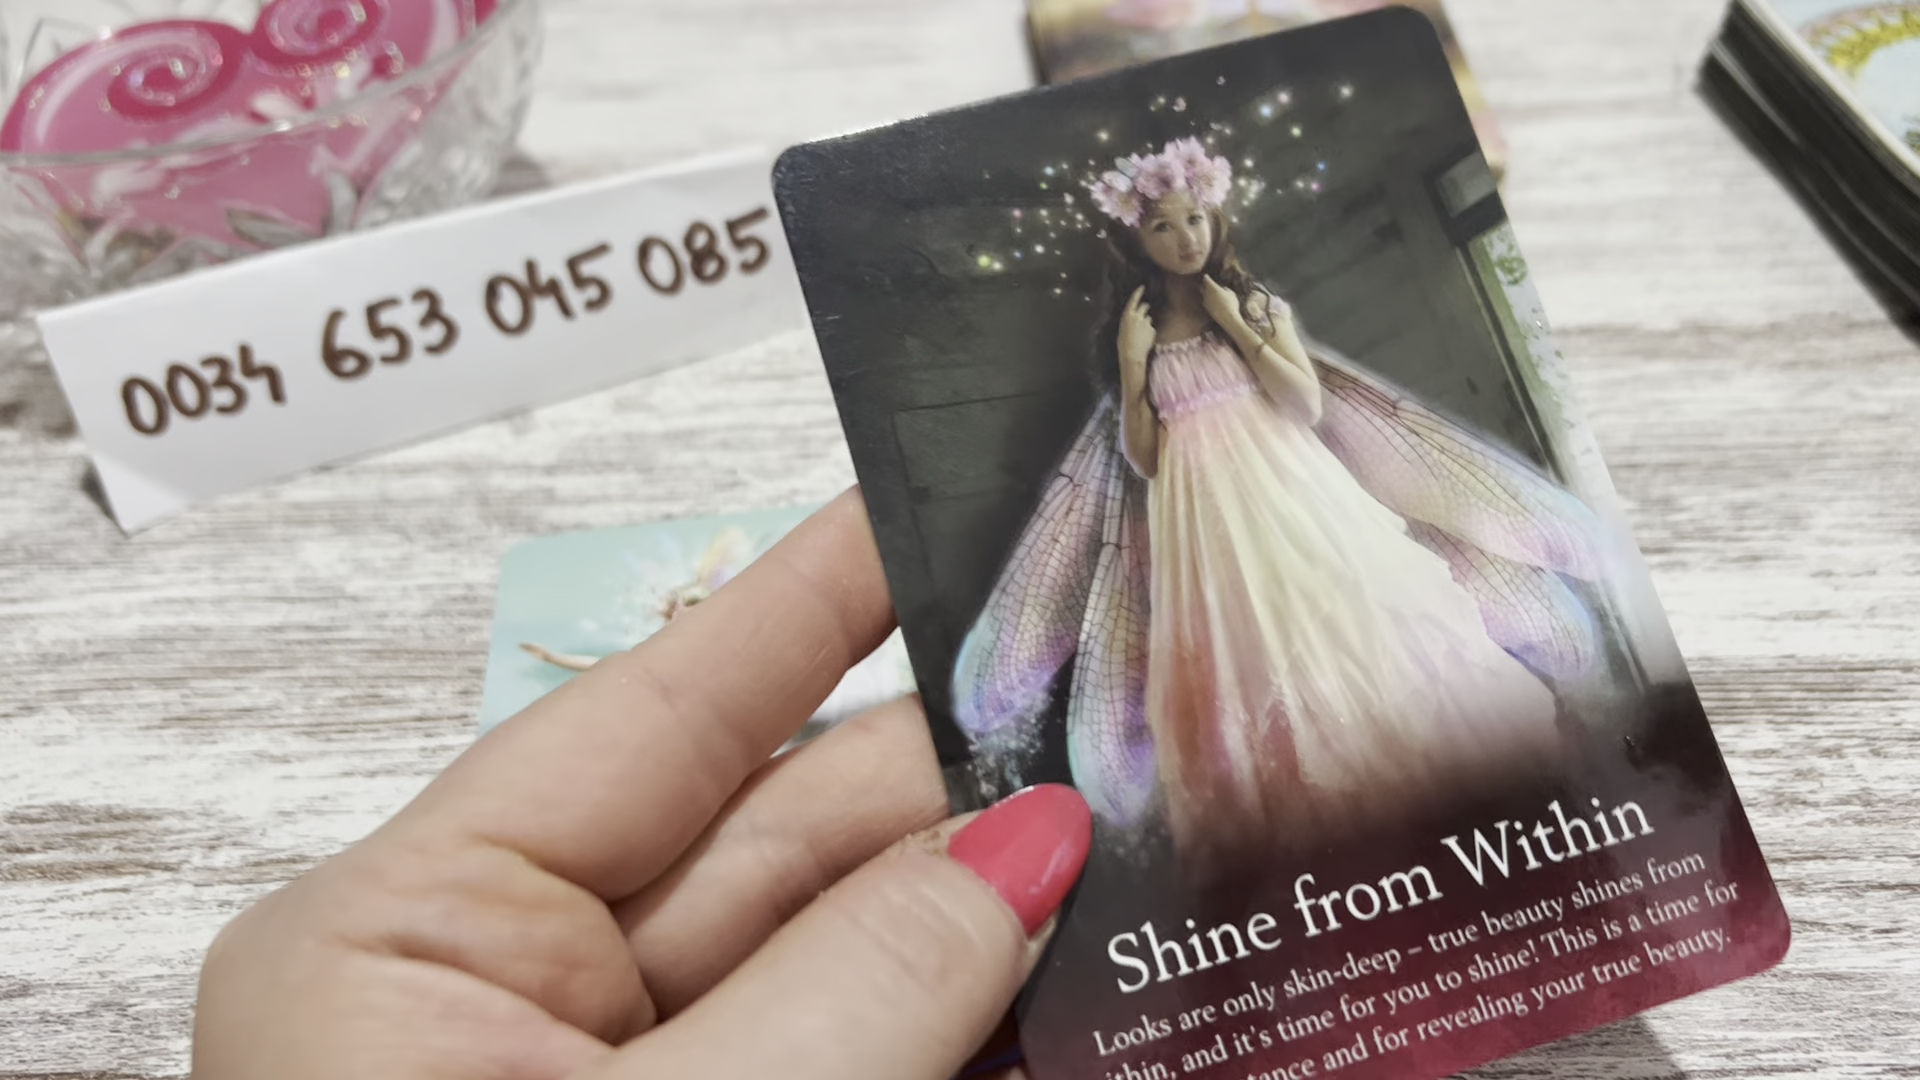 0034 653 045 085
Shine from Within
Looks are only skin-deep – true beauty shines from
and it's time for you to shine! This is a time for
and for revealing your true beauty.